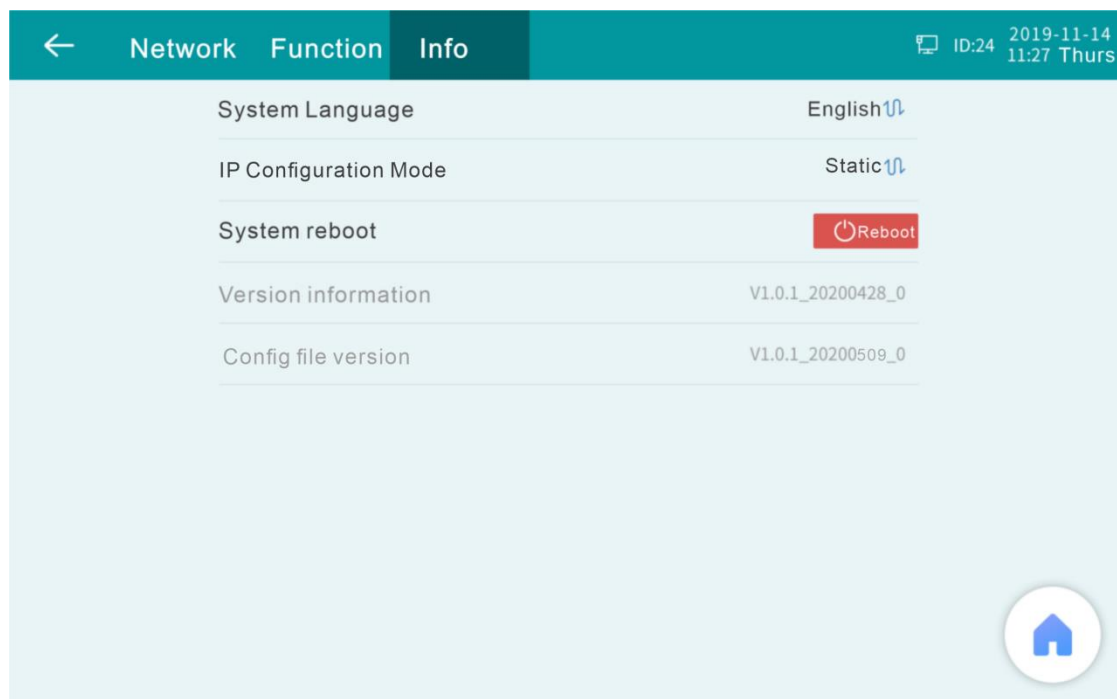 Network Function Info
ID:24 2019-11-14
11:27 Thurs
System Language English
IP Configuration Mode Static
System reboot Reboot
Version information V1.0.1_20200428_0
Config file version V1.0.1_20200509_0